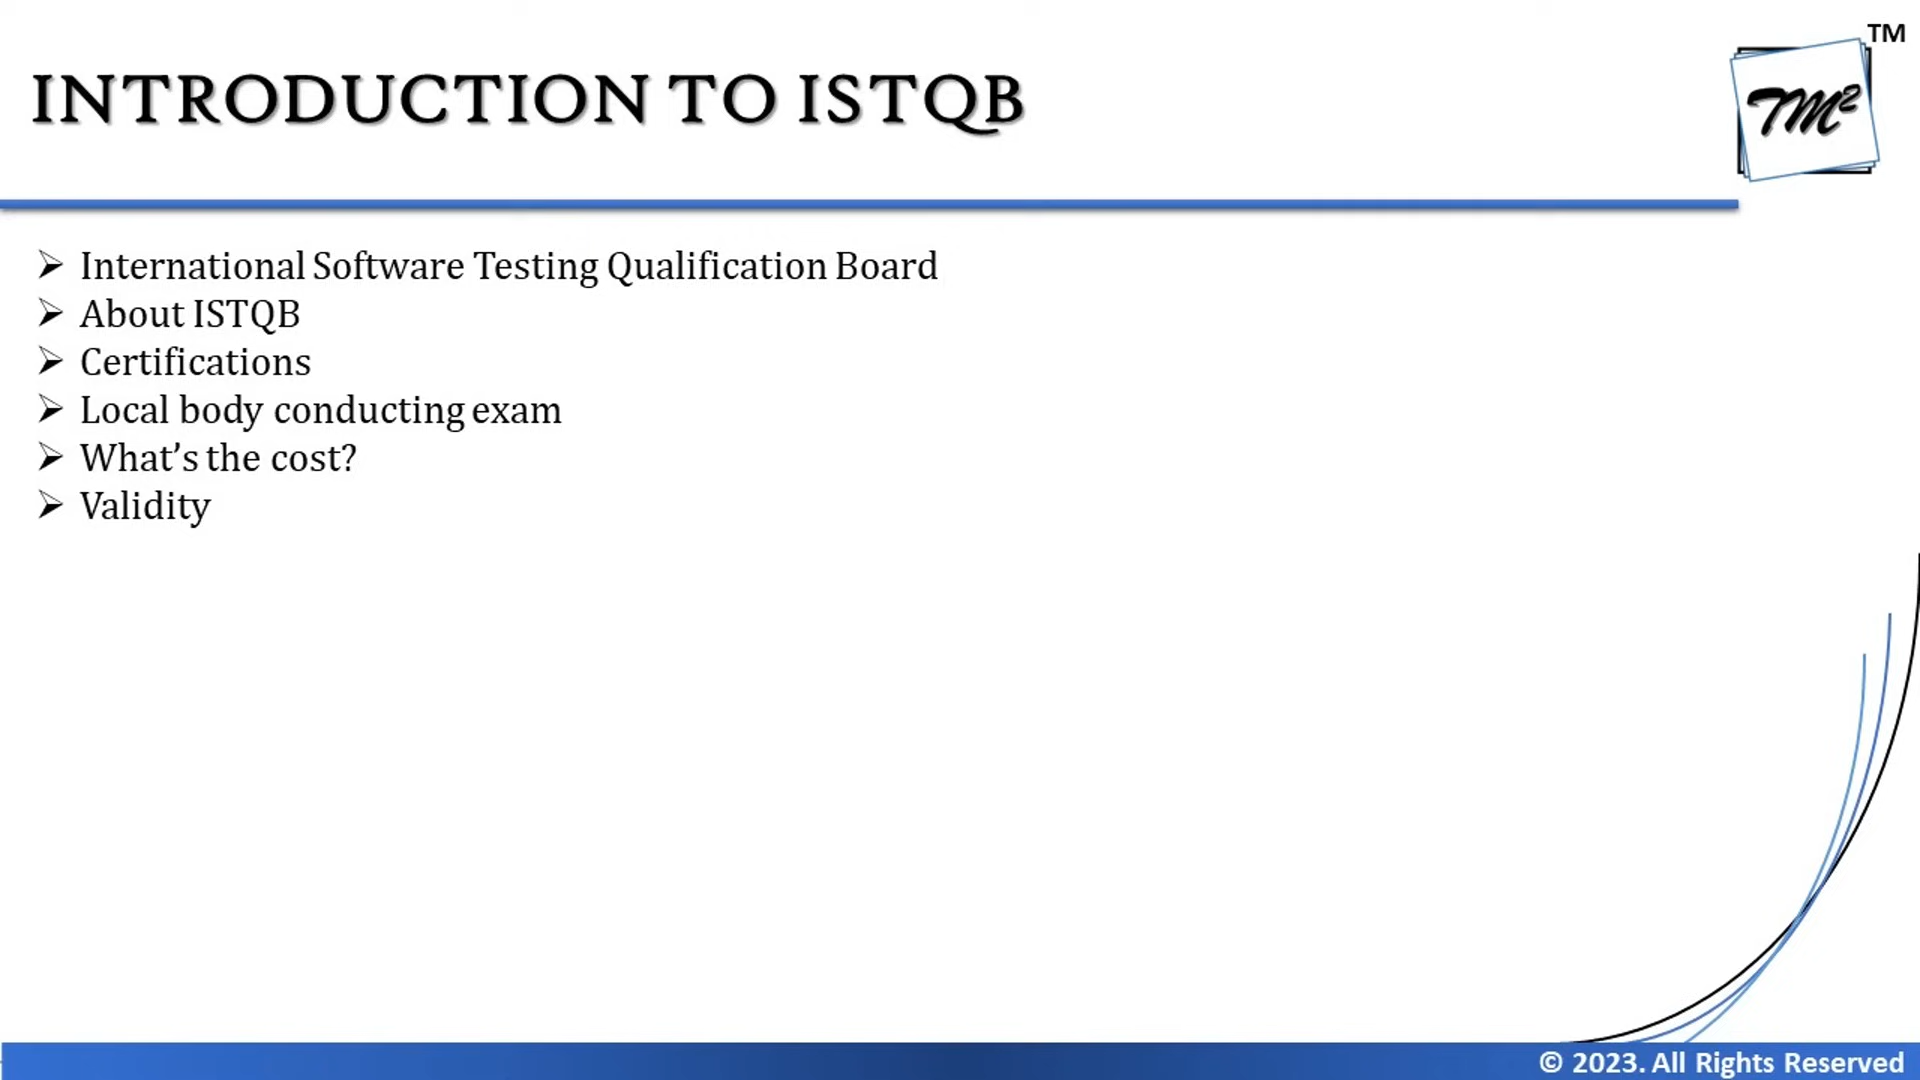 TM
INTRODUCTION TO ISTQB
TM²
International Software Testing Qualification Board
About ISTQB
Certifications
Local body conducting exam
What’s the cost?
Validity
© 2023. All Rights Reserved